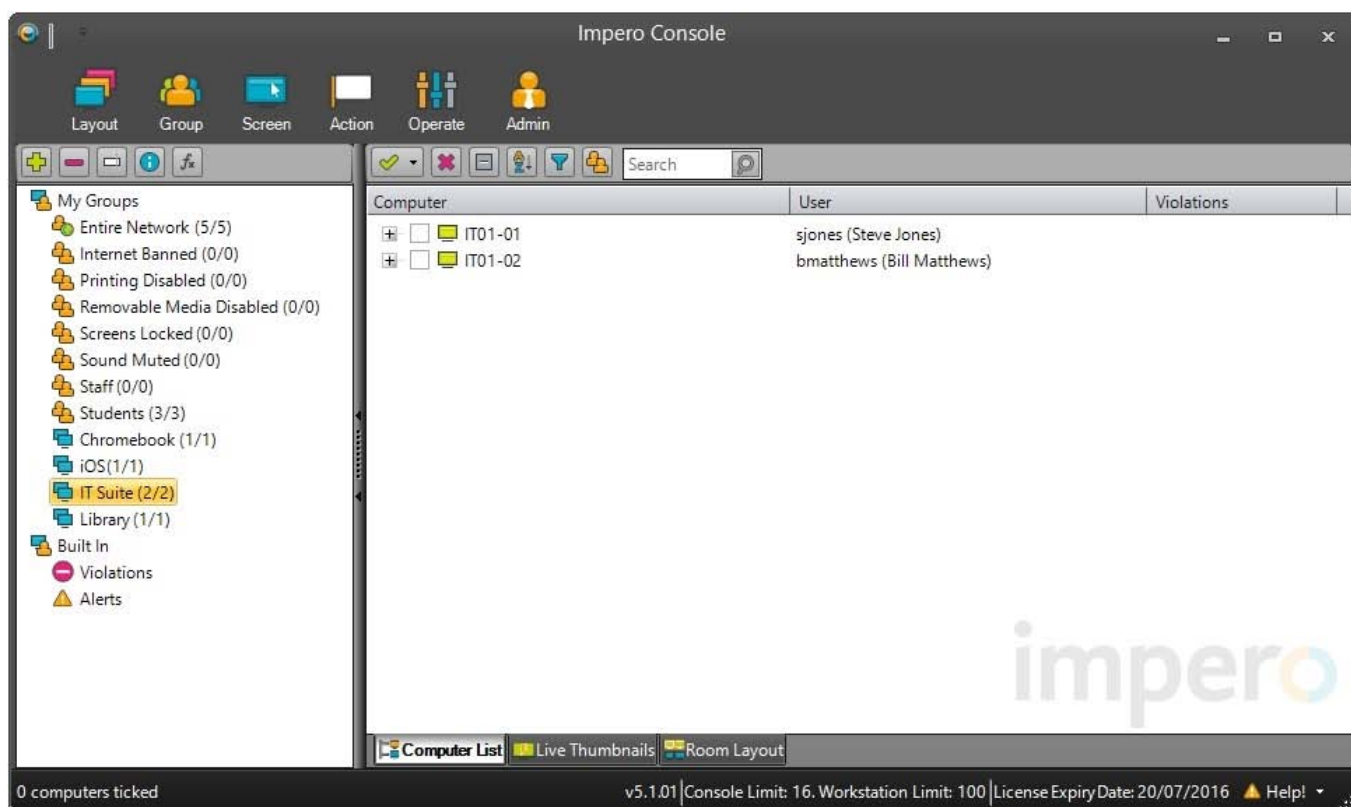 Impero Console
Layout Group Screen Action Operate Admin
fx
Search
My Groups
Entire Network (5/5)
Internet Banned (0/0)
Printing Disabled (0/0)
Removable Media Disabled (0/0)
Screens Locked (0/0)
Sound Muted (0/0)
Staff (0/0)
Students (3/3)
Chromebook (1/1)
iOS(1/1)
IT Suite (2/2)
Library (1/1)
Built In
Violations
Alerts
Computer User Violations
IT01-01 sjones (Steve Jones)
IT01-02 bmatthews (Bill Matthews)
impero
Computer List Live Thumbnails Room Layout
0 computers ticked v5.1.01 Console Limit: 16. Workstation Limit: 100 License Expiry Date: 20/07/2016 Help!